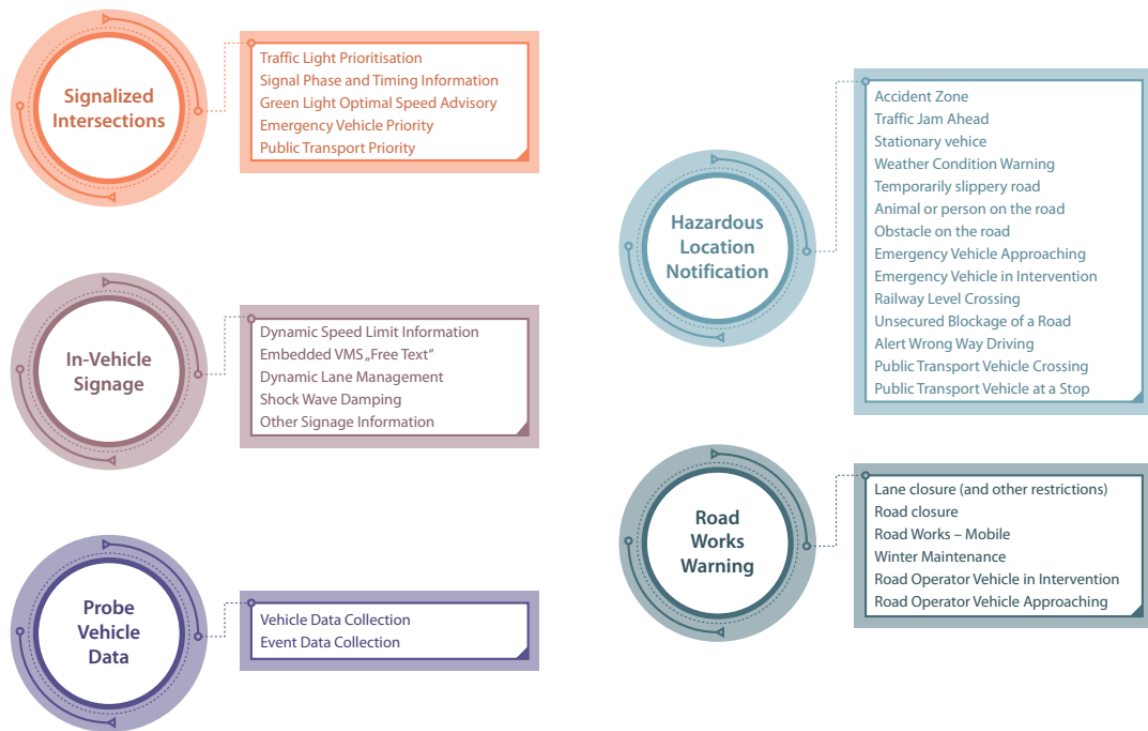 Signalized
Intersections
Traffic Light Prioritisation
Signal Phase and Timing Information
Green Light Optimal Speed Advisory
Emergency Vehicle Priority
Public Transport Priority
In-Vehicle
Signage
Dynamic Speed Limit Information
Embedded VMS „Free Text“
Dynamic Lane Management
Shock Wave Damping
Other Signage Information
Probe
Vehicle
Data
Vehicle Data Collection
Event Data Collection
Hazardous
Location
Notification
Accident Zone
Traffic Jam Ahead
Stationary vehice
Weather Condition Warning
Temporarily slippery road
Animal or person on the road
Obstacle on the road
Emergency Vehicle Approaching
Emergency Vehicle in Intervention
Railway Level Crossing
Unsecured Blockage of a Road
Alert Wrong Way Driving
Public Transport Vehicle Crossing
Public Transport Vehicle at a Stop
Road
Works
Warning
Lane closure (and other restrictions)
Road closure
Road Works – Mobile
Winter Maintenance
Road Operator Vehicle in Intervention
Road Operator Vehicle Approaching